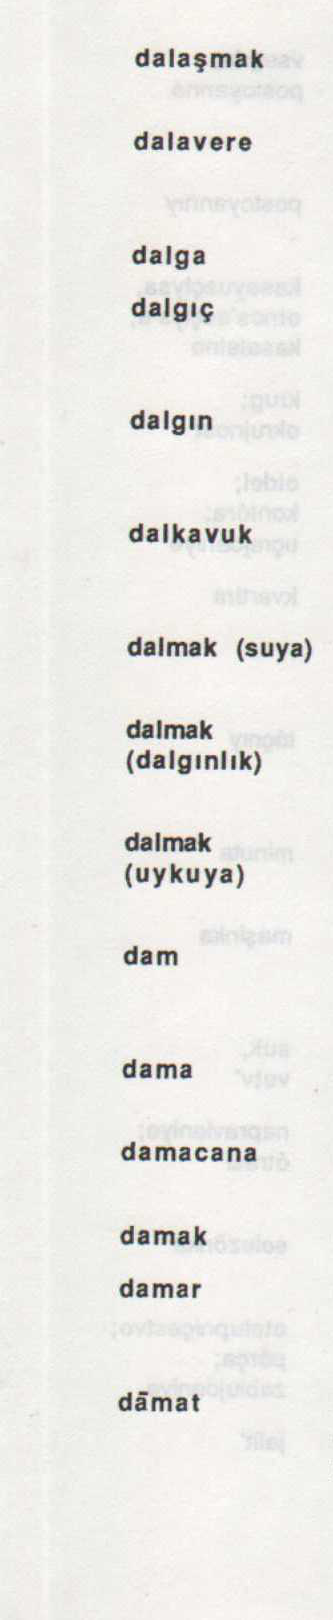 dalaşmak
dalavere
dalga
dalgıç
dalgın
dalkavuk
dalmak (suya)
dalmak
(dalgınlık)
dalmak
(uykuya)
dam
dama
damacana
damak
damar
dāmat